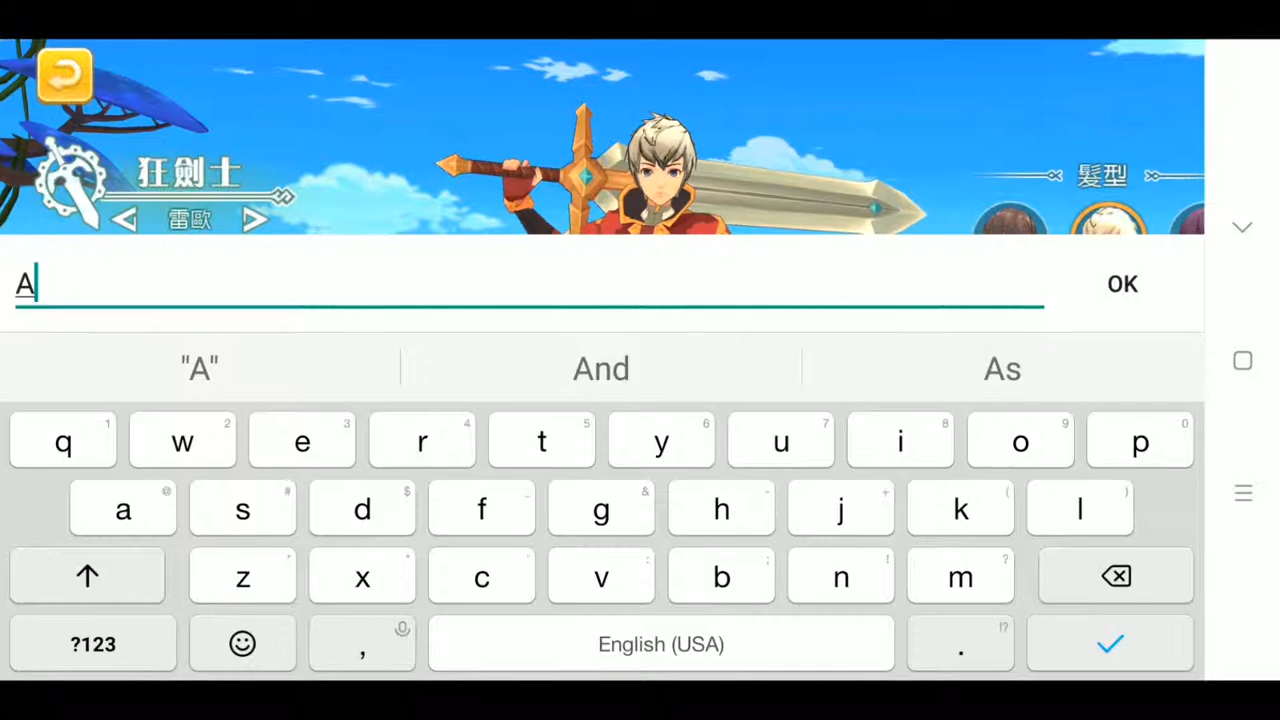 狂劍士
雷歐
髮型
A
OK
"A" And As
q 1 w 2 e 3 r 4 t 5 y 6 u 7 i 8 o 9 p 0
a @ s # d $ f _ g & h - j + k ( l )
z x c v : b ; n ! m ?
?123 , English (USA) . !?